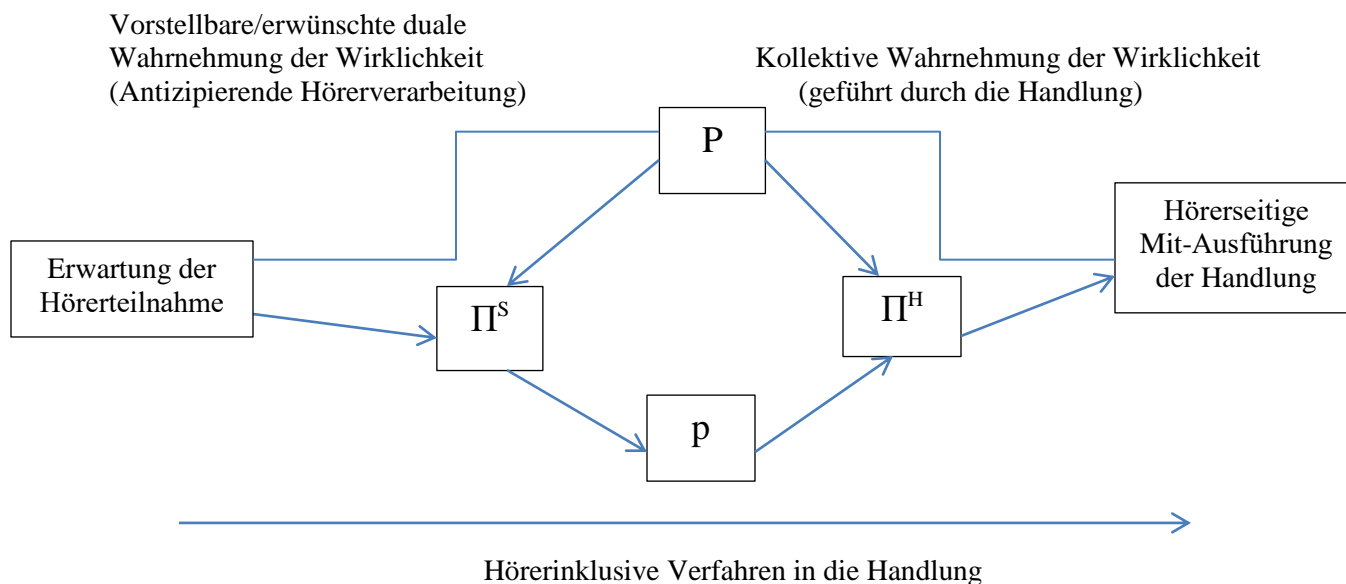 Vorstellbare/erwünschte duale
Wahrnehmung der Wirklichkeit
(Antizipierende Hörerverarbeitung)
Kollektive Wahrnehmung der Wirklichkeit
(geführt durch die Handlung)
P
Erwartung der
Hörerteilnahme
Π^S
Π^H
Hörerseitige
Mit-Ausführung
der Handlung
p
Hörerinklusive Verfahren in die Handlung